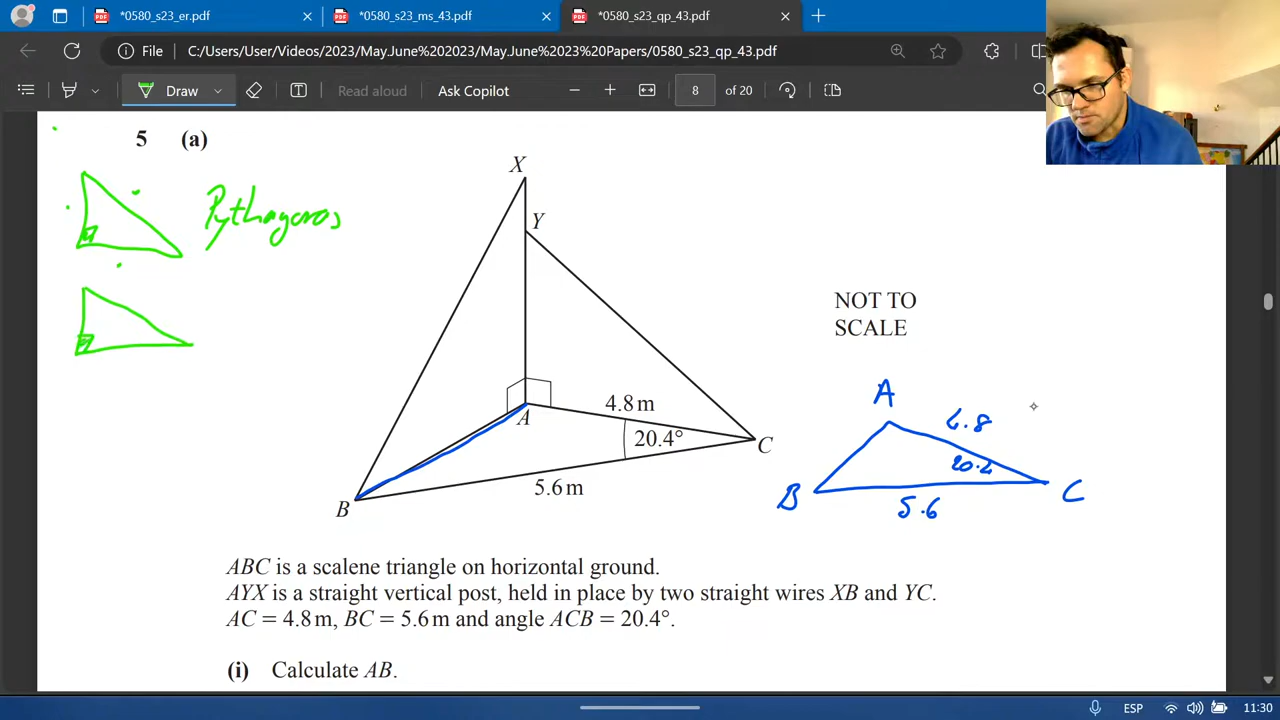 *0580_s23_er.pdf
*0580_s23_ms_43.pdf
*0580_s23_qp_43.pdf
File
C:/Users/User/Videos/2023/May.June%202023/May.June%2023%20Papers/0580_s23_qp_43.pdf
Draw
Read aloud
Ask Copilot
8 of 20
5 (a)
Pythagoras
X
Y
NOT TO
SCALE
A
4.8 m
20.4°
C
5.6 m
B
A
4.8
20.4
B
5.6
C
ABC is a scalene triangle on horizontal ground.
AYX is a straight vertical post, held in place by two straight wires XB and YC.
AC = 4.8 m, BC = 5.6 m and angle ACB = 20.4°.
(i) Calculate AB.
ESP
11:30